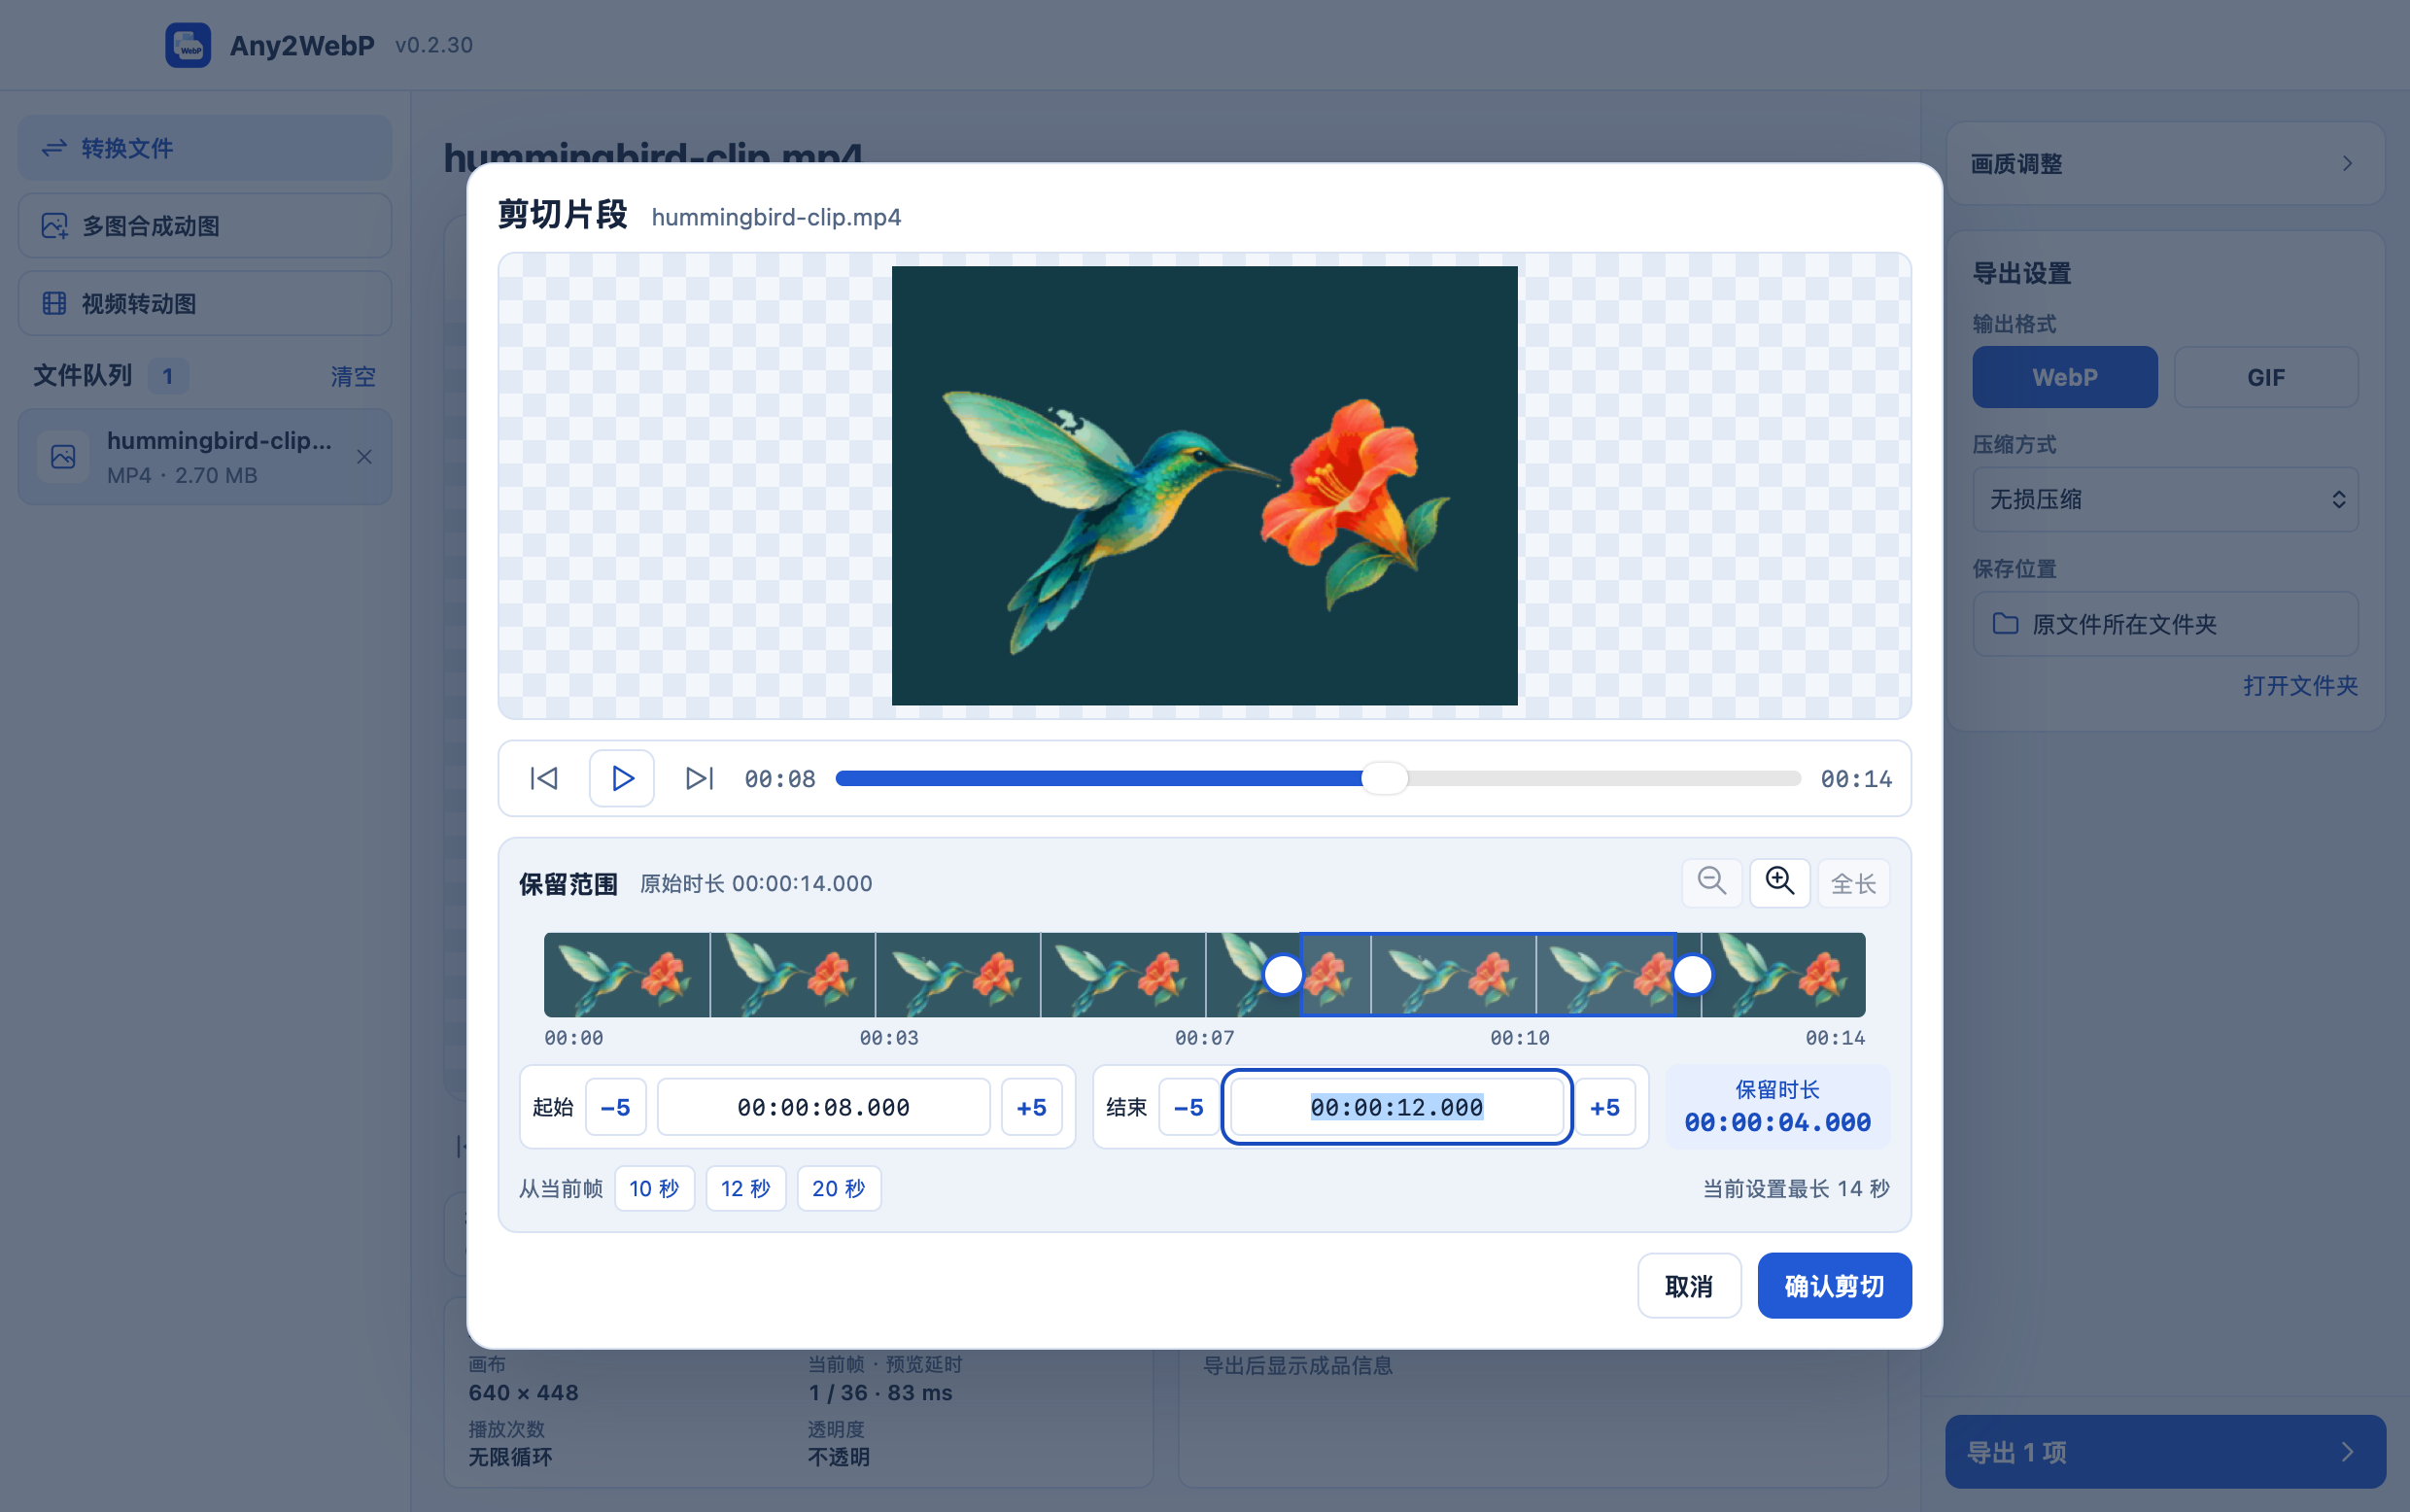 WebP
Any2WebP v0.2.30
转换文件
多图合成动图
视频转动图
文件队列 1 清空
hummingbird-clip...
MP4 · 2.70 MB
hummingbird-clip.mp4
剪切片段 hummingbird-clip.mp4
00:08 00:14
保留范围 原始时长 00:00:14.000 全长
00:00 00:03 00:07 00:10 00:14
起始 −5 00:00:08.000 +5 结束 −5 00:00:12.000 +5
保留时长
00:00:04.000
从当前帧 10 秒 12 秒 20 秒 当前设置最长 14 秒
取消 确认剪切
画布 当前帧 · 预览延时
640 × 448 1 / 36 · 83 ms
播放次数 透明度
无限循环 不透明
导出后显示成品信息
画质调整
导出设置
输出格式
WebP GIF
压缩方式
无损压缩
保存位置
原文件所在文件夹
打开文件夹
导出 1 项